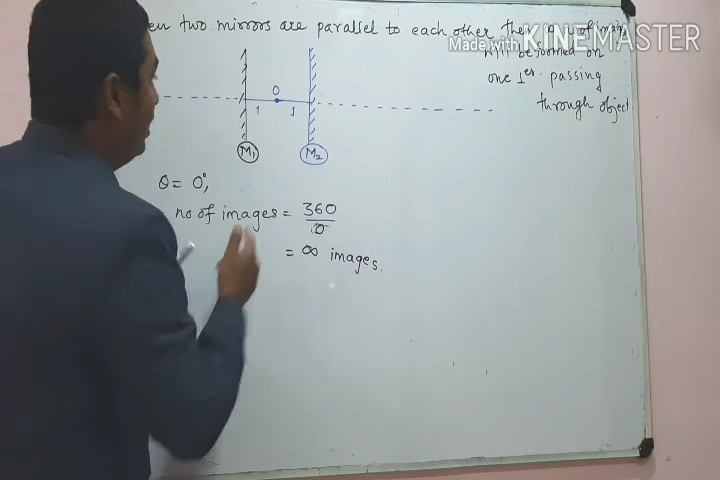 two mirrors are parallel to each other then
Made with KINEMASTER
will be formed on
one passing
through object
O
1 1
M1 M2
θ = 0°,
no of images = 360/0
= ∞ images.